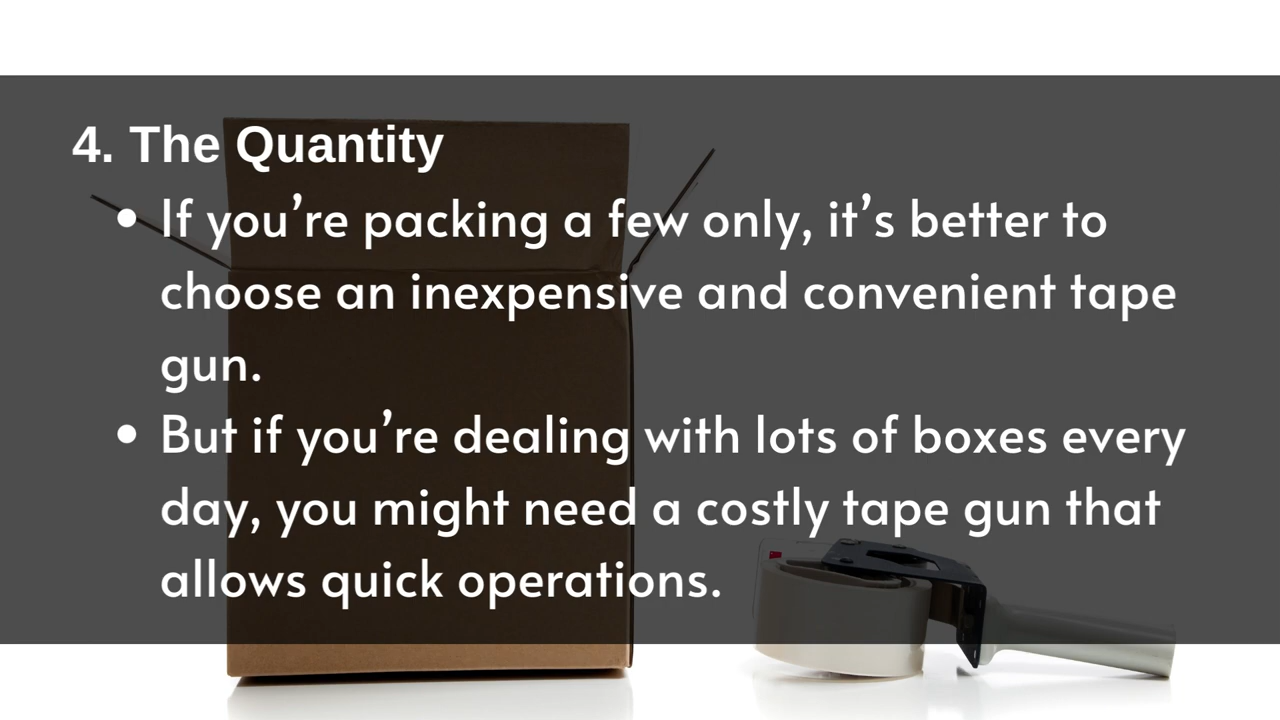 4. The Quantity
• If you’re packing a few only, it’s better to
choose an inexpensive and convenient tape
gun.
• But if you’re dealing with lots of boxes every
day, you might need a costly tape gun that
allows quick operations.